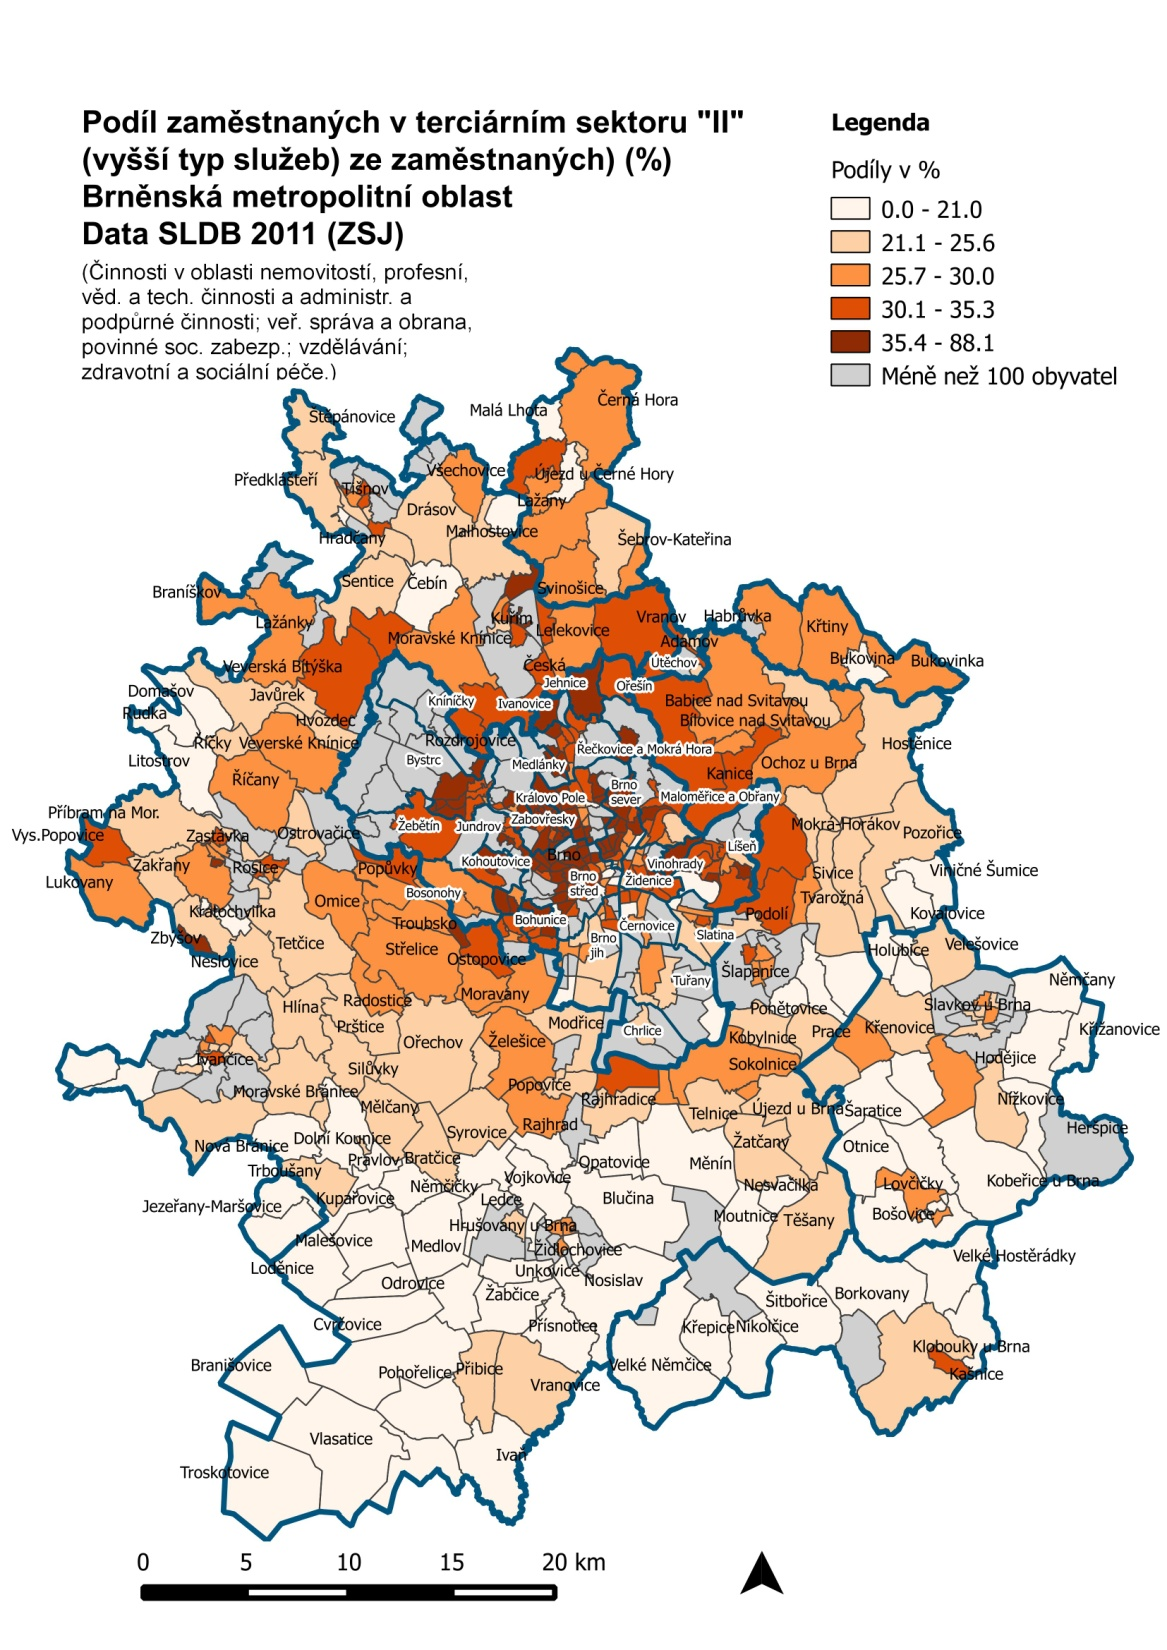 Podíl zaměstnaných v terciárním sektoru "II"
(vyšší typ služeb) ze zaměstnaných) (%)
Brněnská metropolitní oblast
Data SLDB 2011 (ZSJ)
(Činnosti v oblasti nemovitostí, profesní,
věd. a tech. činnosti a administr. a
podpůrné činnosti; veř. správa a obrana,
povinné soc. zabezp.; vzdělávání;
zdravotní a sociální péče.)
Legenda
Podíly v %
0.0 - 21.0
21.1 - 25.6
25.7 - 30.0
30.1 - 35.3
35.4 - 88.1
Méně než 100 obyvatel
Černá Hora
Malá Lhota
Štěpánovice
Všechovice
Újezd u Černé Hory
Předklášteří
Tišnov
Lažány
Drásov
Malhostovice
Hradčany
Šebrov-Kateřina
Sentice
Čebín
Svinošice
Braníškov
Lažánky
Kuřim
Lelekovice
Vranov
Habrůvka
Křtiny
Moravské Knínice
Adamov
Bukovina
Bukovinka
Veverská Bítýška
Česká
Útěchov
Jehnice
Ořešín
Domašov
Javůrek
Kníničky
Ivanovice
Babice nad Svitavou
Rudka
Hvozdec
Bílovice nad Svitavou
Říčky
Veverské Knínice
Rozdrojovice
Řečkovice a Mokrá Hora
Hostěnice
Litostrov
Bystrc
Medlánky
Ochoz u Brna
Říčany
Kanice
Brno
sever
Královo Pole
Maloměřice a Obřany
Příbram na Mor.
Žabovřesky
Mokrá-Horákov
Vys.Popovice
Zastávka
Ostrovačice
Žebětín
Jundrov
Pozořice
Líšeň
Zakřany
Rosice
Popůvky
Kohoutovice
Brno
Vinohrady
Viničné Šumice
Sivice
Lukovany
Bosonohy
Brno
střed
Židenice
Omice
Tvarožná
Kratochvilka
Troubsko
Bohunice
Podolí
Kovalovice
Zbýšov
Tetčice
Střelice
Černovice
Slatina
Brno
jih
Velešovice
Holubice
Neslovice
Ostopovice
Šlapanice
Tuřany
Němčany
Hlína
Radostice
Moravany
Ponětovice
Slavkov u Brna
Prštice
Modřice
Chrlice
Prace
Křenovice
Křižanovice
Ořechov
Želešice
Kobylnice
Ivančice
Hodějice
Silůvky
Sokolnice
Moravské Bránice
Popovice
Nížkovice
Mělčany
Rajhradice
Telnice
Újezd u Brna
Šaratice
Rajhrad
Heršpice
Nová Bránice
Dolní Kounice
Syrovice
Žatčany
Otnice
Pravlov
Bratčice
Opatovice
Měnín
Trboušany
Vojkovice
Kobeřice u Brna
Němčičky
Nesvačilka
Lovčičky
Jezeřany-Maršovice
Kupařovice
Ledce
Blučina
Bošovice
Moutnice
Těšany
Hrušovany u Brna
Malešovice
Medlov
Židlochovice
Velké Hostěrádky
Loděnice
Unkovice
Nosislav
Odrovice
Žabčice
Šitbořice
Borkovany
Cvrčovice
Přísnotice
Křepice
Nikolčice
Klobouky u Brna
Branišovice
Pohořelice
Přibice
Velké Němčice
Kašnice
Vranovice
Vlasatice
Ivaň
Troskotovice
0 5 10 15 20 km